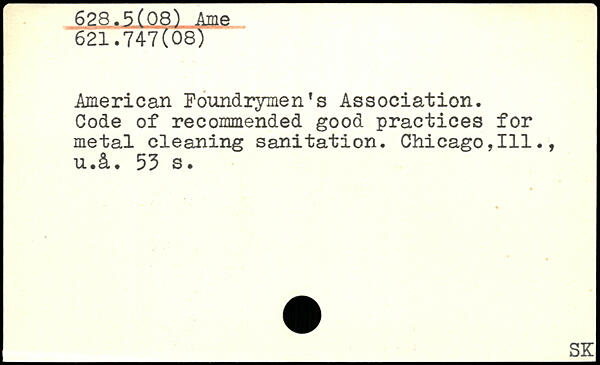 628.5(08) Ame
621.747(08)
American Foundrymen's Association.
Code of recommended good practices for
metal cleaning sanitation. Chicago,Ill.,
u.å. 53 s.
SK